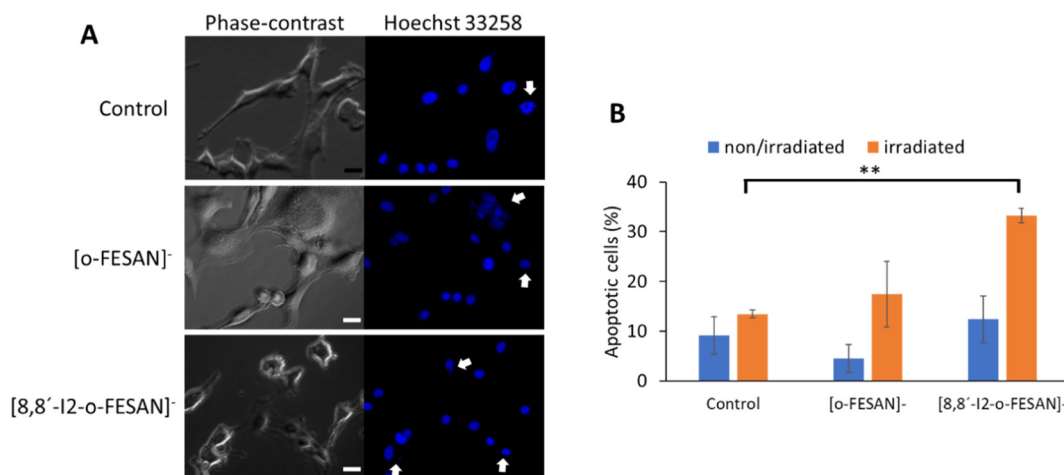 A
Phase-contrast Hoechst 33258
Control
[o-FESAN]⁻
[8,8´-I2-o-FESAN]⁻
B
non/irradiated irradiated
**
Apoptotic cells (%)
40
30
20
10
0
Control [o-FESAN]- [8,8´-I2-o-FESAN]-